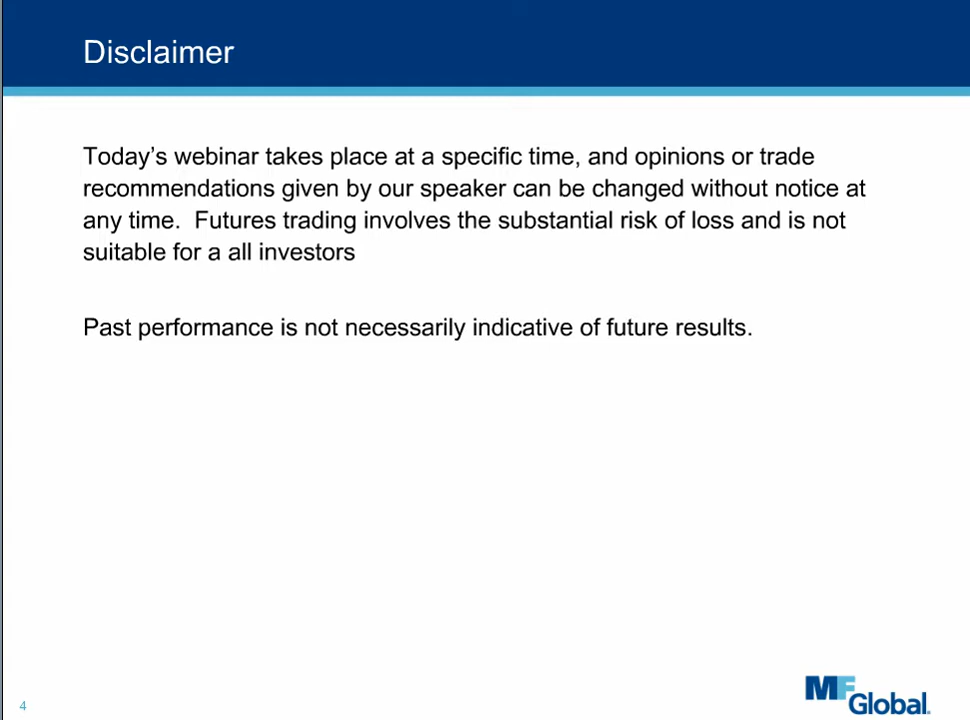 Disclaimer
Today’s webinar takes place at a specific time, and opinions or trade
recommendations given by our speaker can be changed without notice at
any time.  Futures trading involves the substantial risk of loss and is not
suitable for a all investors
Past performance is not necessarily indicative of future results.
4
MF
Global.